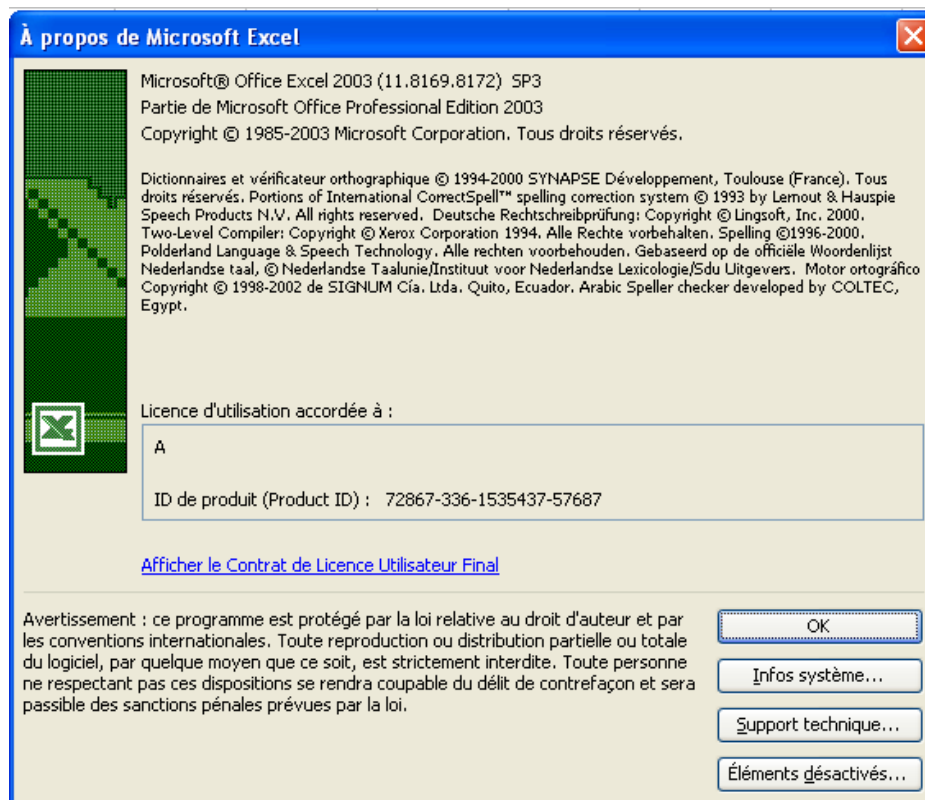 À propos de Microsoft Excel
Microsoft® Office Excel 2003 (11.8169.8172) SP3
Partie de Microsoft Office Professional Edition 2003
Copyright © 1985-2003 Microsoft Corporation. Tous droits réservés.
Dictionnaires et vérificateur orthographique © 1994-2000 SYNAPSE Développement, Toulouse (France). Tous
droits réservés. Portions of International CorrectSpell™ spelling correction system © 1993 by Lernout & Hauspie
Speech Products N.V. All rights reserved. Deutsche Rechtschreibprüfung: Copyright © Lingsoft, Inc. 2000.
Two-Level Compiler: Copyright © Xerox Corporation 1994. Alle Rechte vorbehalten. Spelling ©1996-2000.
Polderland Language & Speech Technology. Alle rechten voorbehouden. Gebaseerd op de officiële Woordenlijst
Nederlandse taal, © Nederlandse Taalunie/Instituut voor Nederlandse Lexicologie/Sdu Uitgevers. Motor ortográfico
Copyright © 1998-2002 de SIGNUM Cía. Ltda. Quito, Ecuador. Arabic Speller checker developed by COLTEC,
Egypt.
Licence d'utilisation accordée à :
A
ID de produit (Product ID) : 72867-336-1535437-57687
Afficher le Contrat de Licence Utilisateur Final
Avertissement : ce programme est protégé par la loi relative au droit d'auteur et par
les conventions internationales. Toute reproduction ou distribution partielle ou totale
du logiciel, par quelque moyen que ce soit, est strictement interdite. Toute personne
ne respectant pas ces dispositions se rendra coupable du délit de contrefaçon et sera
passible des sanctions pénales prévues par la loi.
OK
Infos système...
Support technique...
Éléments désactivés...